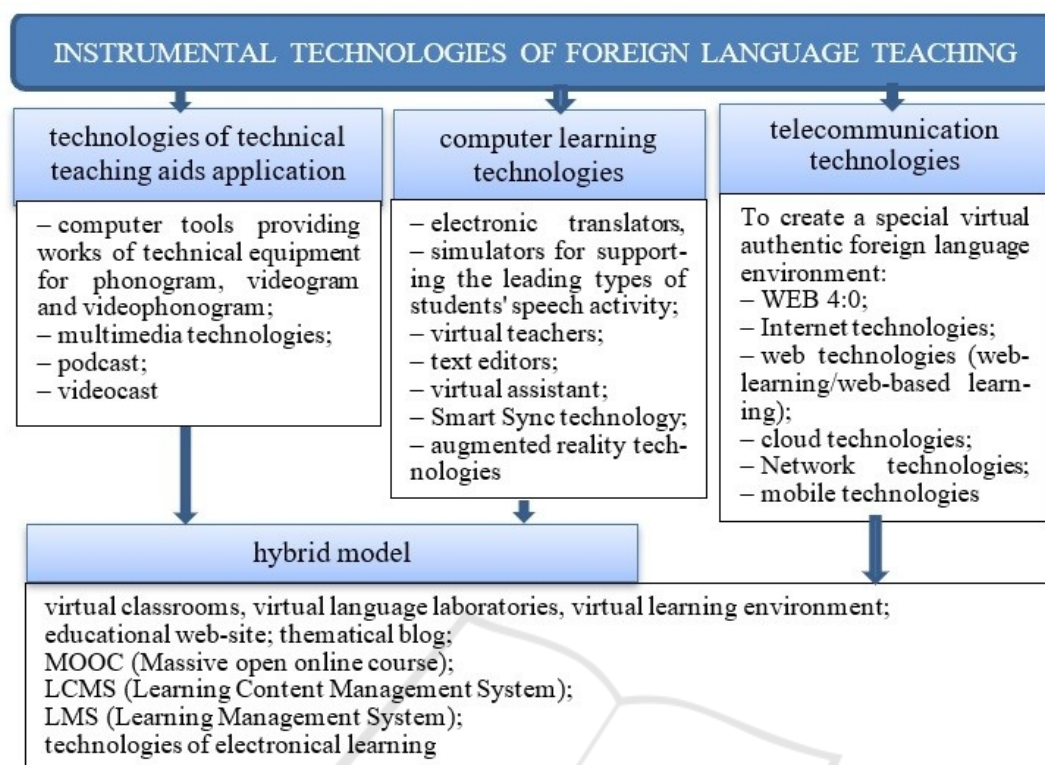 INSTRUMENTAL TECHNOLOGIES OF FOREIGN LANGUAGE TEACHING
technologies of technical
teaching aids application
– computer tools providing
works of technical equipment
for phonogram, videogram
and videophonogram;
– multimedia technologies;
– podcast;
– videocast
computer learning
technologies
– electronic translators,
– simulators for support-
ing the leading types of
students' speech activity;
– virtual teachers;
– text editors;
– virtual assistant;
– Smart Sync technology;
– augmented reality tech-
nologies
telecommunication
technologies
To create a special virtual
authentic foreign language
environment:
– WEB 4:0;
– Internet technologies;
– web technologies (web-
learning/web-based learn-
ing);
– cloud technologies;
– Network technologies;
– mobile technologies
hybrid model
virtual classrooms, virtual language laboratories, virtual learning environment;
educational web-site; thematical blog;
MOOC (Massive open online course);
LCMS (Learning Content Management System);
LMS (Learning Management System);
technologies of electronical learning